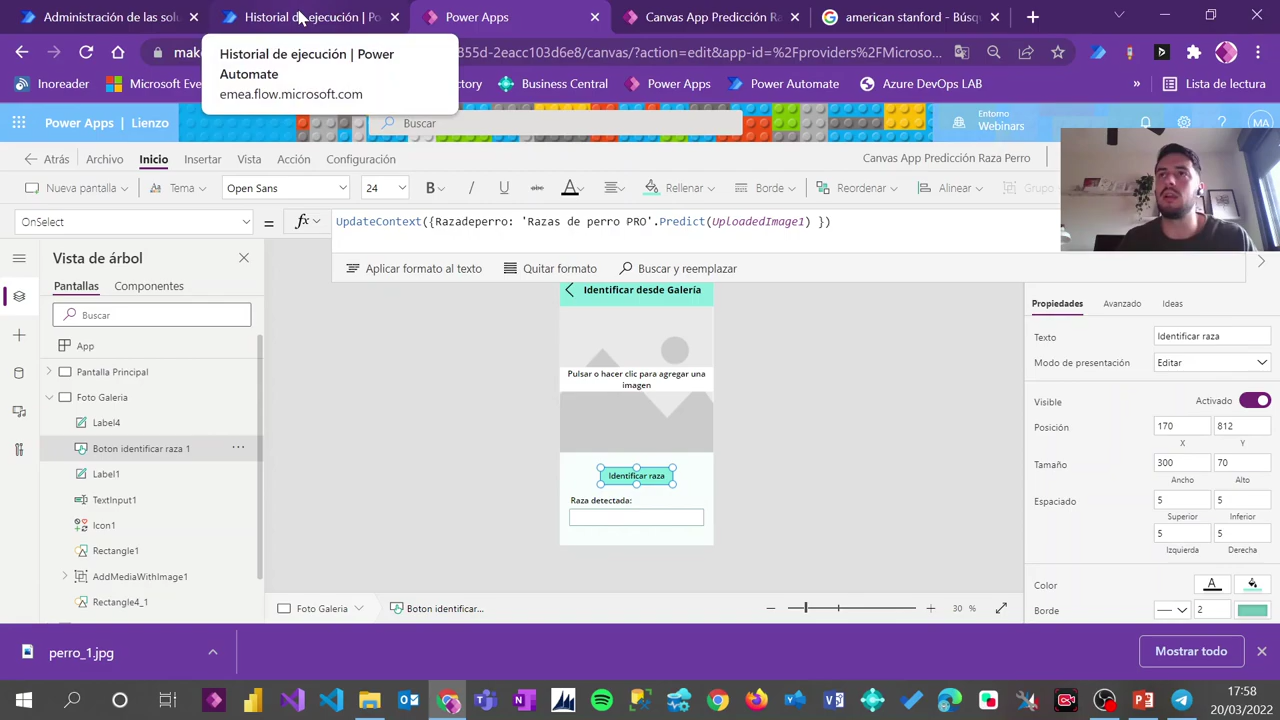 Administración de las solu
Historial de ejecución | Po
Power Apps
Canvas App Predicción Ra
american stanford - Búsqu
Historial de ejecución | Power
Automate
emea.flow.microsoft.com
855d-2eacc103d6e8/canvas/?action=edit&app-id=%2Fproviders%2FMicroso...
Inoreader
Microsoft Even
Directory
Business Central
Power Apps
Power Automate
Azure DevOps LAB
Lista de lectura
Power Apps | Lienzo
Buscar
Entorno
Webinars
MA
Atrás
Archivo
Inicio
Insertar
Vista
Acción
Configuración
Canvas App Predicción Raza Perro
Nueva pantalla
Tema
Open Sans
24
B
Rellenar
Borde
Reordenar
Alinear
Grupo
OnSelect
= fx
UpdateContext({Razadeperro: 'Razas de perro PRO'.Predict(UploadedImage1) })
Aplicar formato al texto
Quitar formato
Buscar y reemplazar
Vista de árbol
Pantallas
Componentes
Buscar
App
Pantalla Principal
Foto Galeria
Label4
Boton identificar raza 1
Label1
TextInput1
Icon1
Rectangle1
AddMediaWithImage1
Rectangle4_1
Identificar desde Galería
Pulsar o hacer clic para agregar una
imagen
Identificar raza
Raza detectada:
Foto Galeria
Boton identificar...
30 %
Propiedades
Avanzado
Ideas
Texto
Identificar raza
Modo de presentación
Editar
Visible
Activado
Posición
170
812
X
Y
Tamaño
300
70
Ancho
Alto
Espaciado
5
5
Superior
Inferior
5
5
Izquierda
Derecha
Color
Borde
2
perro_1.jpg
Mostrar todo
17:58
20/03/2022